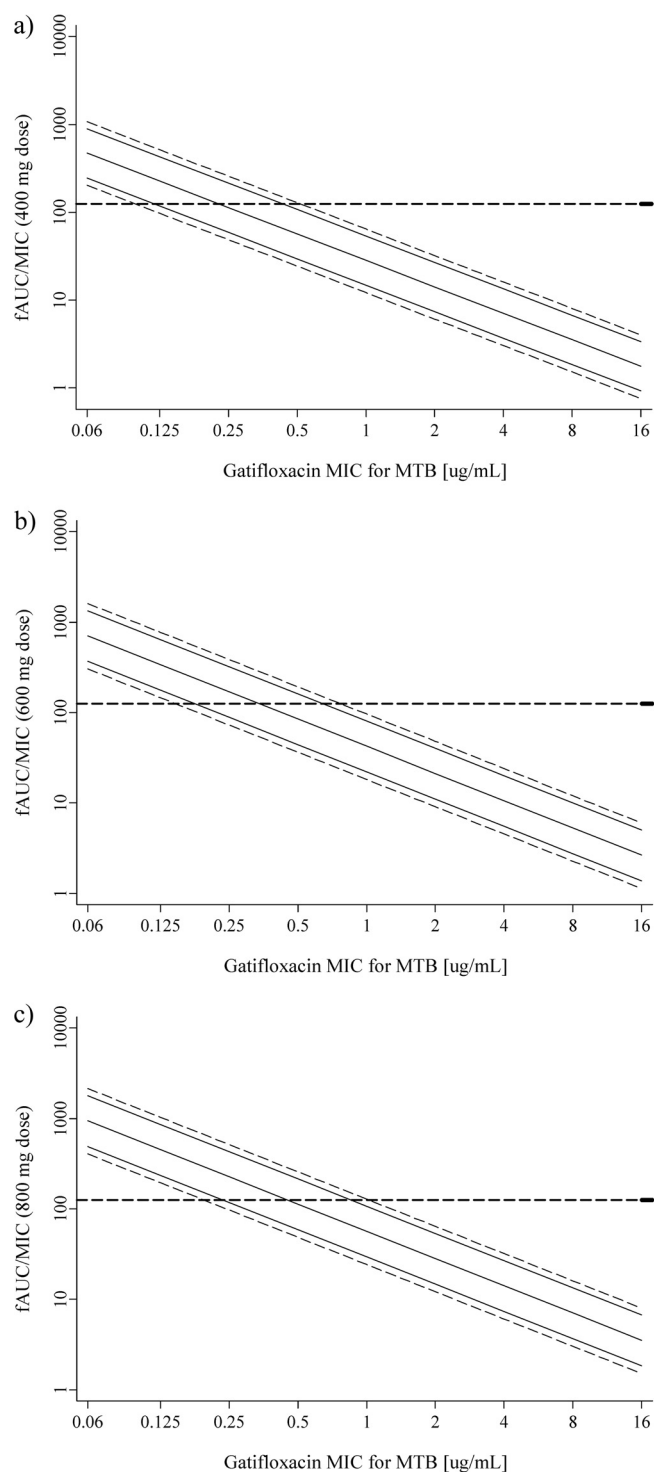 a)
fAUC/MIC (400 mg dose)
10000
1000
100
10
1
0.06 0.125 0.25 0.5 1 2 4 8 16
Gatifloxacin MIC for MTB [ug/mL]
b)
fAUC/MIC (600 mg dose)
10000
1000
100
10
1
0.06 0.125 0.25 0.5 1 2 4 8 16
Gatifloxacin MIC for MTB [ug/mL]
c)
fAUC/MIC (800 mg dose)
10000
1000
100
10
1
0.06 0.125 0.25 0.5 1 2 4 8 16
Gatifloxacin MIC for MTB [ug/mL]